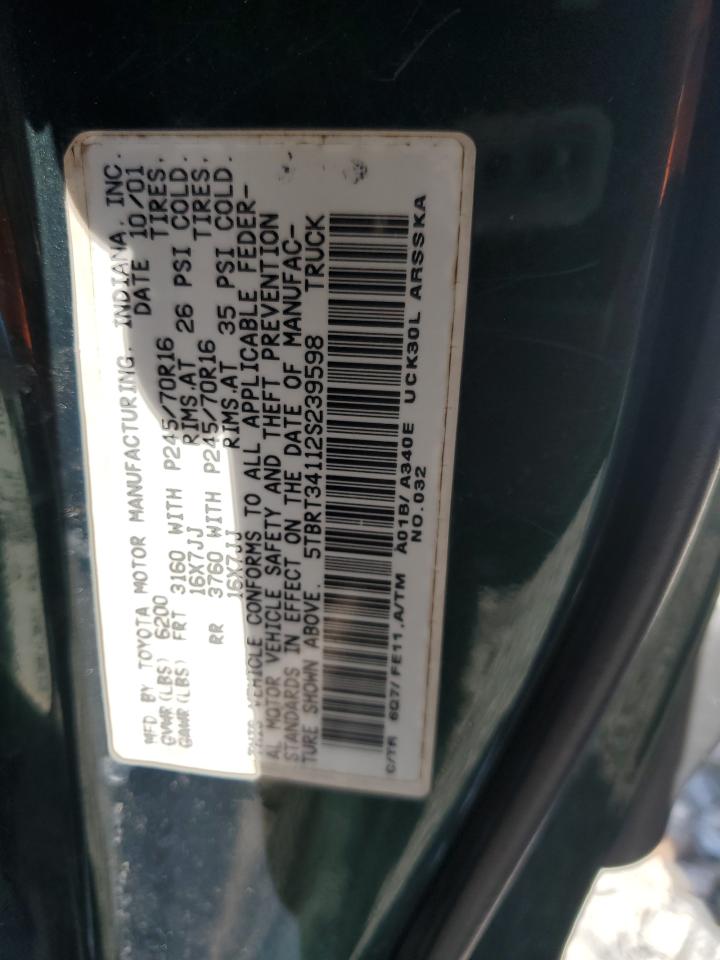 MFD BY TOYOTA MOTOR MANUFACTURING, INDIANA, INC.
GVWR(LBS) 6200 DATE 10/01
GAWR(LBS) FRT 3160 WITH P245/70R16 TIRES,
16X7JJ RIMS,AT 26 PSI COLD.
RR 3760 WITH P245/70R16 TIRES,
16X7JJ RIMS,AT 35 PSI COLD.
THIS VEHICLE CONFORMS TO ALL APPLICABLE FEDER-
AL MOTOR VEHICLE SAFETY AND THEFT PREVENTION
STANDARDS IN EFFECT ON THE DATE OF MANUFAC-
TURE SHOWN ABOVE. 5TBRT34112S239598 TRUCK
C/TR 6Q7/FE11.A/TM A01B/A340E UCK30L ARSSKA
NO.032